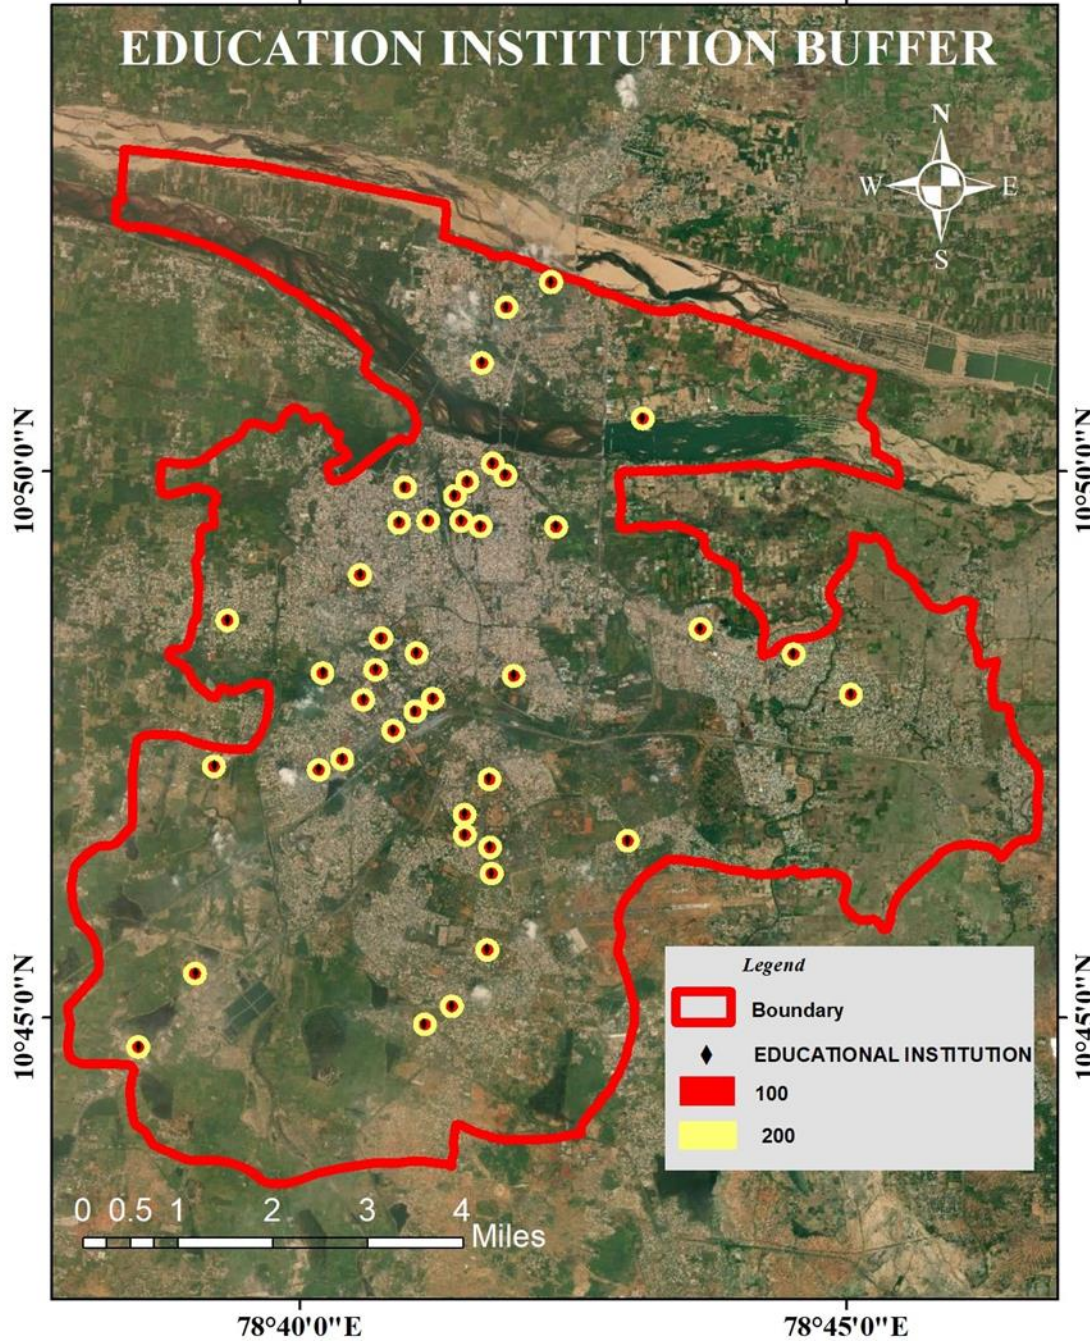 EDUCATION INSTITUTION BUFFER
N
W E
S
10°50'0"N
10°50'0"N
10°45'0"N
10°45'0"N
Legend
Boundary
EDUCATIONAL INSTITUTION
100
200
0 0.5 1 2 3 4
Miles
78°40'0"E
78°45'0"E